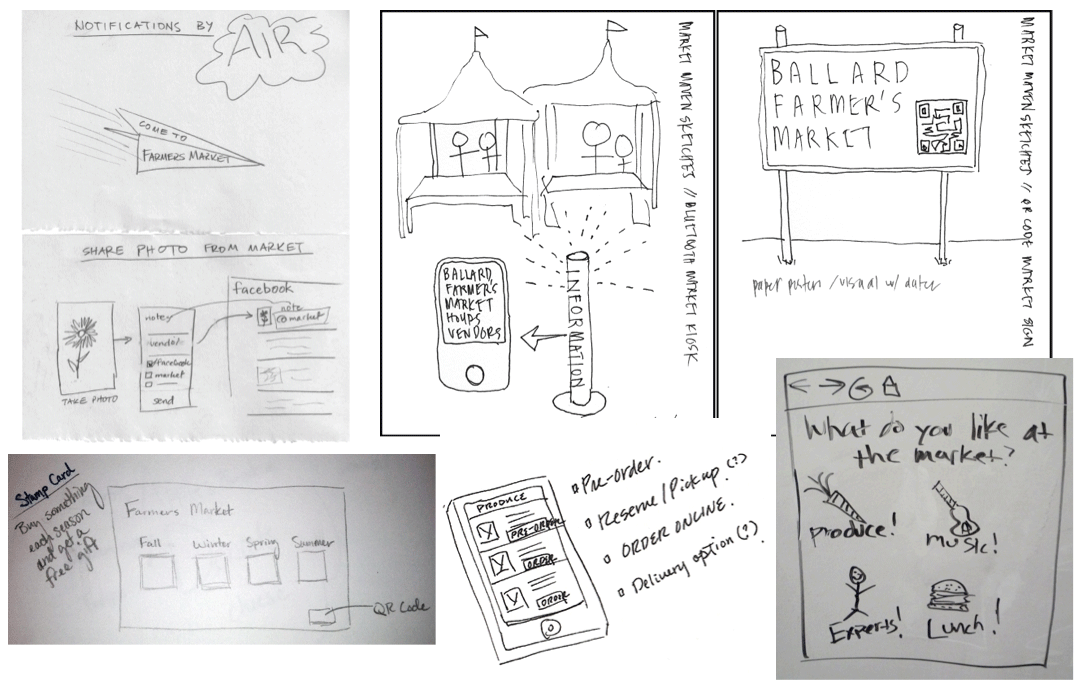 NOTIFICATIONS BY
AIR
COME TO
FARMERS MARKET
SHARE PHOTO FROM MARKET
TAKE PHOTO
note
vendor
facebook
market
send
facebook
note
@market
MARKET MAVEN SKETCHES // BLUETOOTH MARKET KIOSK
INFORMATION
BALLARD
FARMER'S
MARKET
HOURS
VENDORS
MARKET MAVEN SKETCHES // QR CODE MARKET SIGN
BALLARD
FARMER'S
MARKET
paper posters/visual w/ dates
Stamp Card
Buy something
each season
and get a
free gift
Farmers Market
Fall Winter Spring Summer
QR Code
PRODUCE
PRE-ORDER
ORDER
ORDER
Pre-order.
Reserve/Pickup(?)
ORDER ONLINE.
Delivery option(?).
What do you like at
the market?
produce! music!
Experts! Lunch!